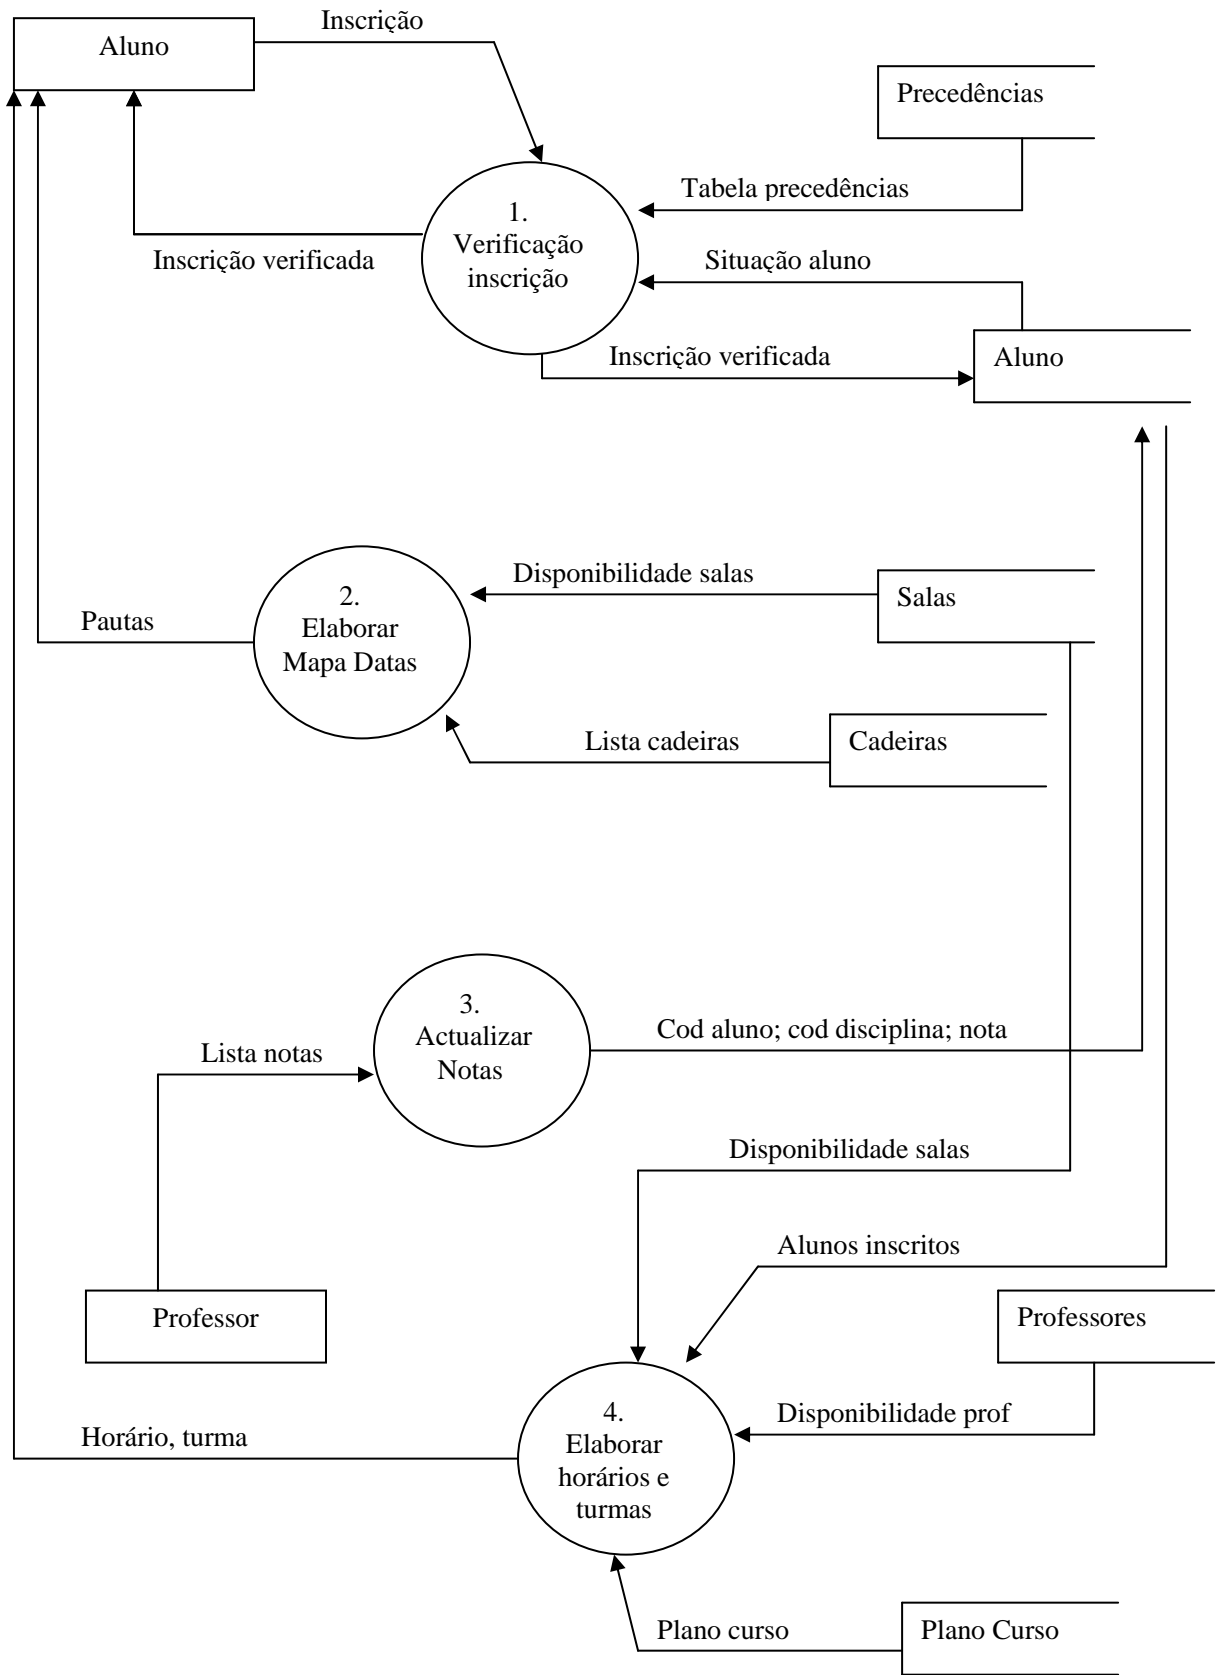 Inscrição
Aluno
Precedências
Tabela precedências
1.
Verificação
inscrição
Inscrição verificada
Situação aluno
Inscrição verificada
Aluno
Disponibilidade salas
Salas
2.
Elaborar
Mapa Datas
Pautas
Lista cadeiras
Cadeiras
3.
Actualizar
Notas
Cod aluno; cod disciplina; nota
Lista notas
Disponibilidade salas
Alunos inscritos
Professor
Professores
Disponibilidade prof
4.
Elaborar
horários e
turmas
Horário, turma
Plano curso
Plano Curso